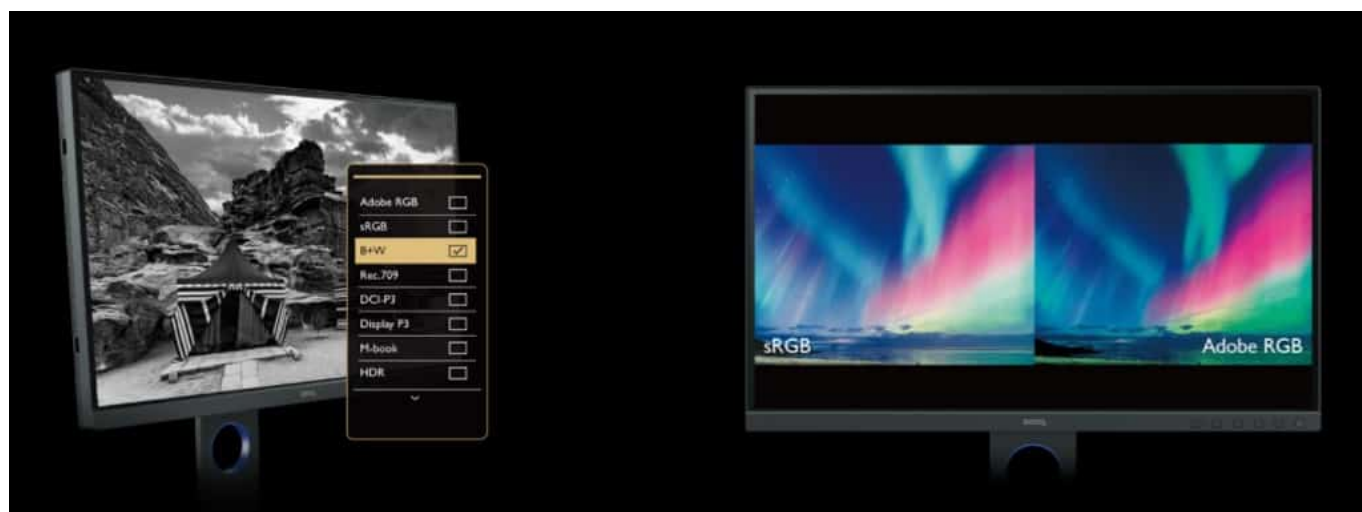 Adobe RGB
sRGB
B+W
Rec.709
DCI-P3
Display P3
M-book
HDR
sRGB
Adobe RGB